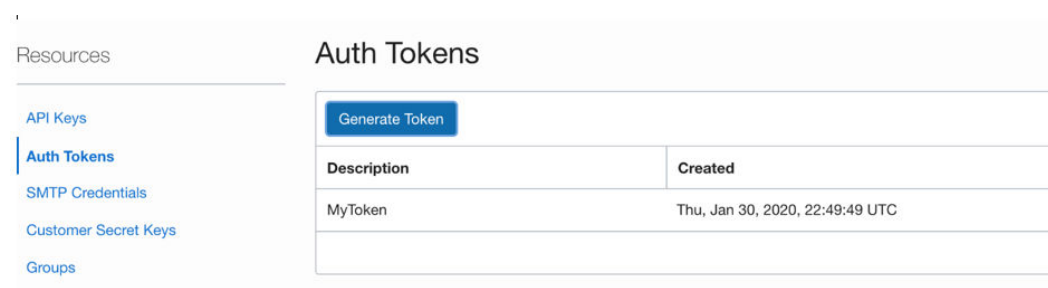 Resources
API Keys
Auth Tokens
SMTP Credentials
Customer Secret Keys
Groups
Auth Tokens
Generate Token
Description Created
MyToken Thu, Jan 30, 2020, 22:49:49 UTC